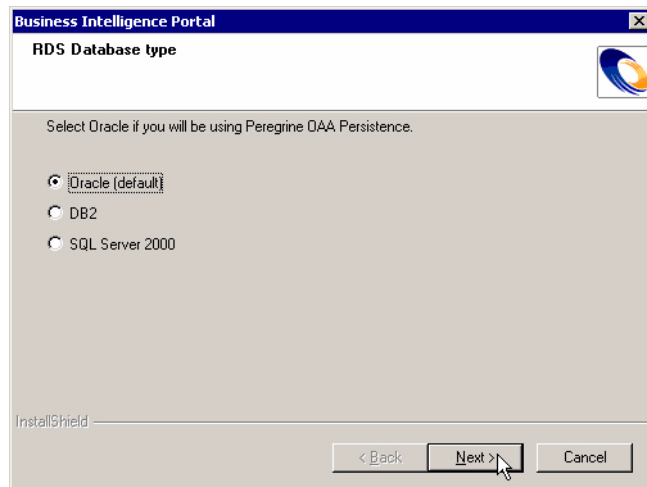 Business Intelligence Portal
RDS Database type
Select Oracle if you will be using Peregrine OAA Persistence.
Oracle (default)
DB2
SQL Server 2000
InstallShield
< Back Next > Cancel